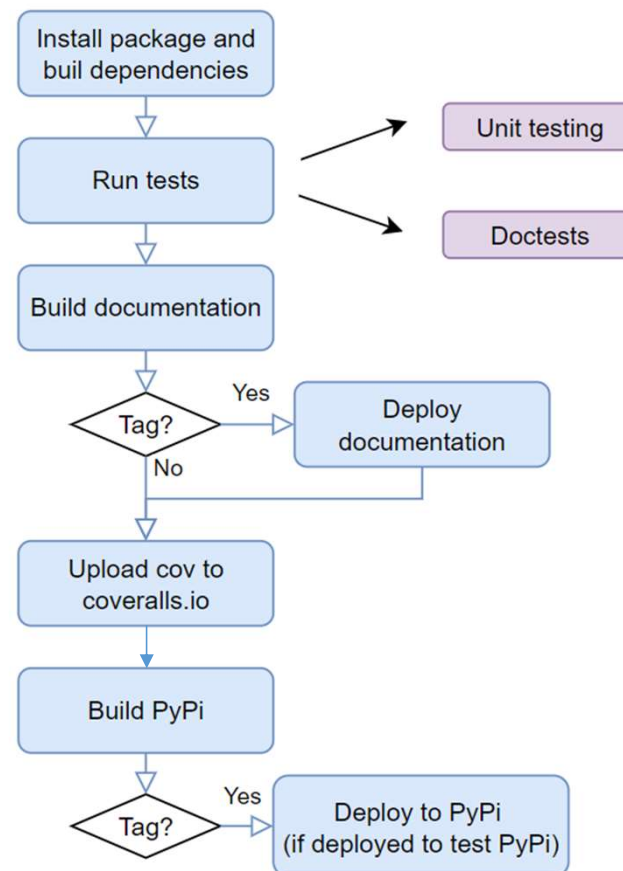 Install package and
buil dependencies
Run tests
Unit testing
Doctests
Build documentation
Tag?
Yes
Deploy
documentation
No
Upload cov to
coveralls.io
Build PyPi
Tag?
Yes
Deploy to PyPi
(if deployed to test PyPi)